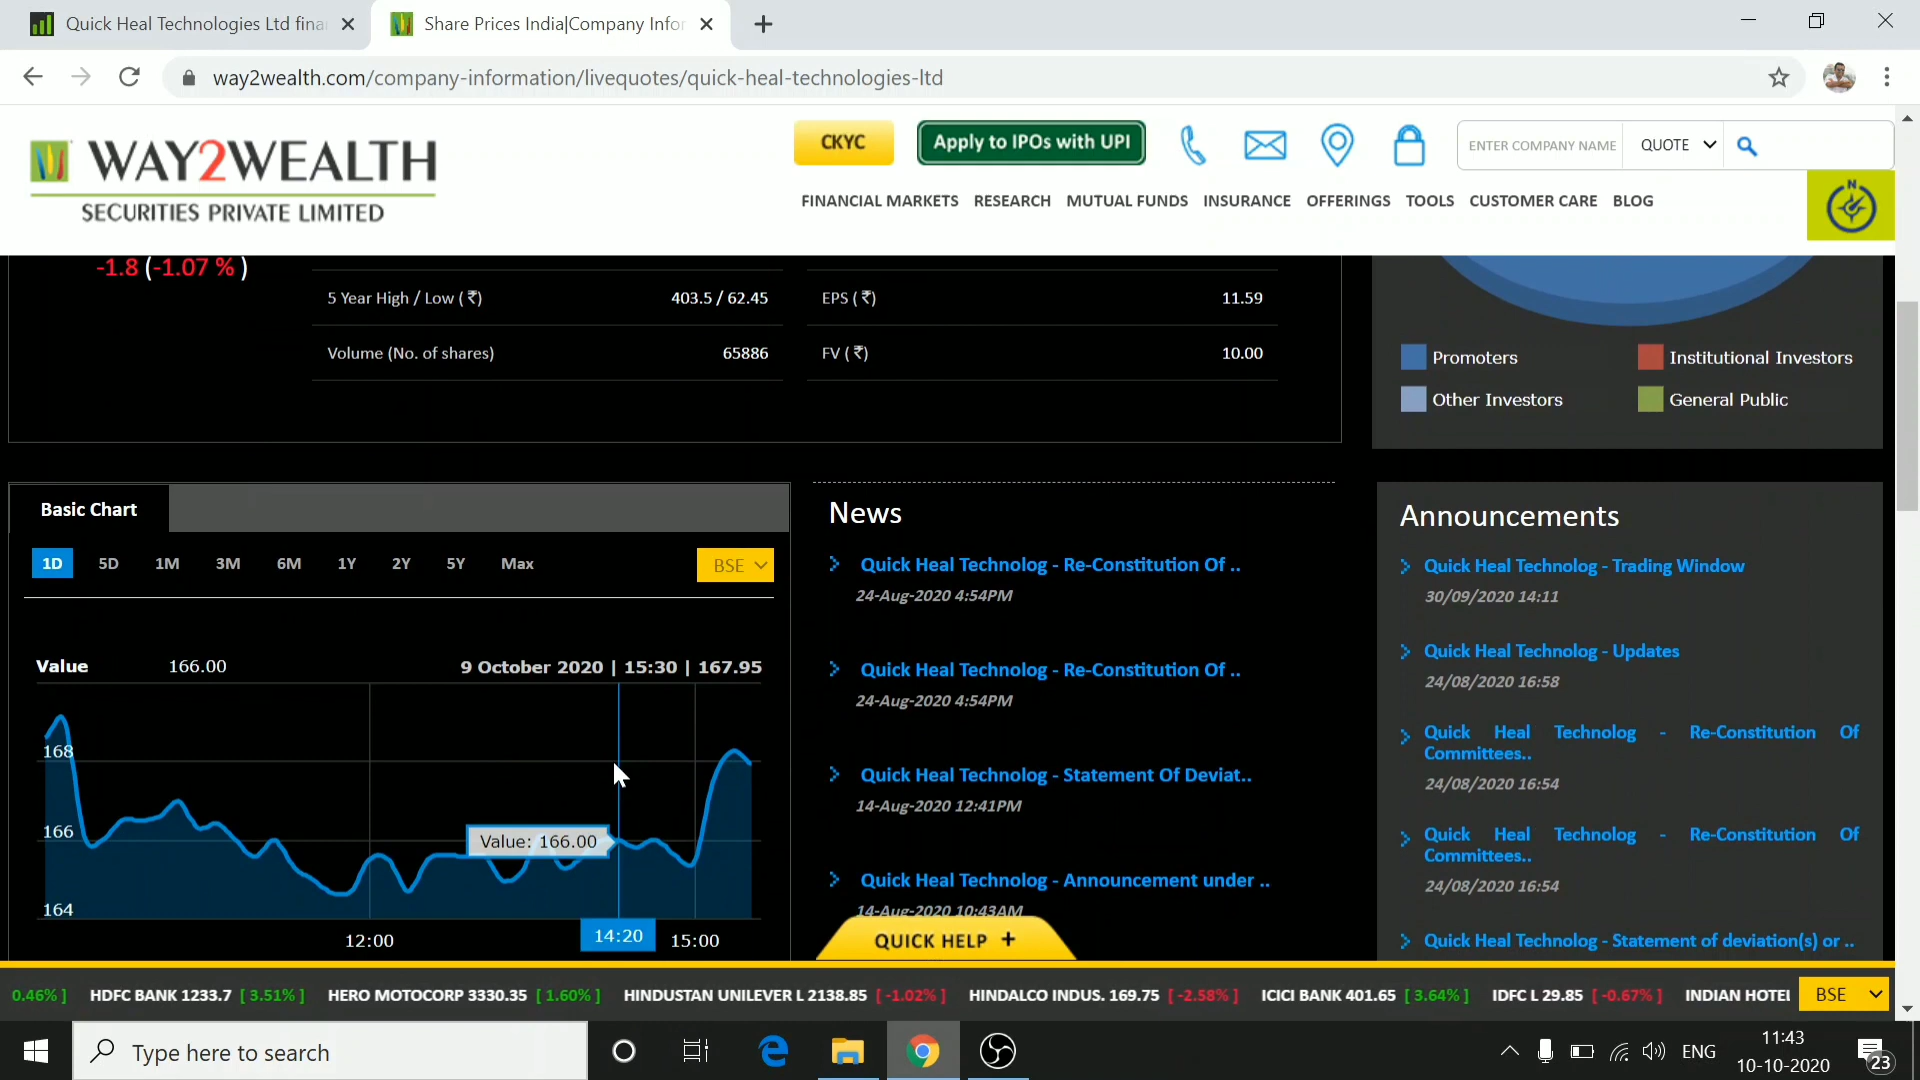 Quick Heal Technologies Ltd fina
Share Prices India|Company Infor
way2wealth.com/company-information/livequotes/quick-heal-technologies-ltd
WAY2WEALTH
SECURITIES PRIVATE LIMITED
CKYC
Apply to IPOs with UPI
ENTER COMPANY NAME
QUOTE
N
FINANCIAL MARKETS RESEARCH MUTUAL FUNDS INSURANCE OFFERINGS TOOLS CUSTOMER CARE BLOG
-1.8 (-1.07 % )
5 Year High / Low ( ₹) 403.5 / 62.45
EPS ( ₹) 11.59
Volume (No. of shares) 65886
FV ( ₹) 10.00
Promoters
Institutional Investors
Other Investors
General Public
Basic Chart
1D 5D 1M 3M 6M 1Y 2Y 5Y Max
BSE
Value 166.00
9 October 2020 | 15:30 | 167.95
168
166
164
Value: 166.00
12:00
14:20
15:00
News
Quick Heal Technolog - Re-Constitution Of ..
24-Aug-2020 4:54PM
Quick Heal Technolog - Re-Constitution Of ..
24-Aug-2020 4:54PM
Quick Heal Technolog - Statement Of Deviat..
14-Aug-2020 12:41PM
Quick Heal Technolog - Announcement under ..
14-Aug-2020 10:43AM
QUICK HELP +
Announcements
Quick Heal Technolog - Trading Window
30/09/2020 14:11
Quick Heal Technolog - Updates
24/08/2020 16:58
Quick Heal Technolog - Re-Constitution Of
Committees..
24/08/2020 16:54
Quick Heal Technolog - Re-Constitution Of
Committees..
24/08/2020 16:54
Quick Heal Technolog - Statement of deviation(s) or ..
0.46% ] HDFC BANK 1233.7 [ 3.51% ] HERO MOTOCORP 3330.35 [ 1.60% ] HINDUSTAN UNILEVER L 2138.85 [ -1.02% ] HINDALCO INDUS. 169.75 [ -2.58% ] ICICI BANK 401.65 [ 3.64% ] IDFC L 29.85 [ -0.67% ] INDIAN HOTEL
BSE
Type here to search
ENG
11:43
10-10-2020
23